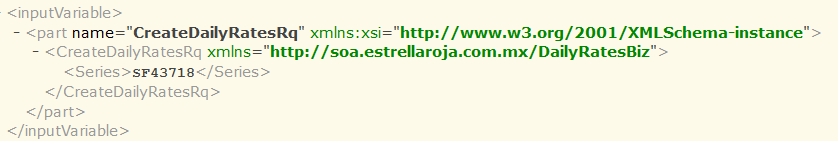 <inputVariable>
- <part name="CreateDailyRatesRq" xmlns:xsi="http://www.w3.org/2001/XMLSchema-instance">
- <CreateDailyRatesRq xmlns="http://soa.estrellaroja.com.mx/DailyRatesBiz">
<Series>SF43718</Series>
</CreateDailyRatesRq>
</part>
</inputVariable>